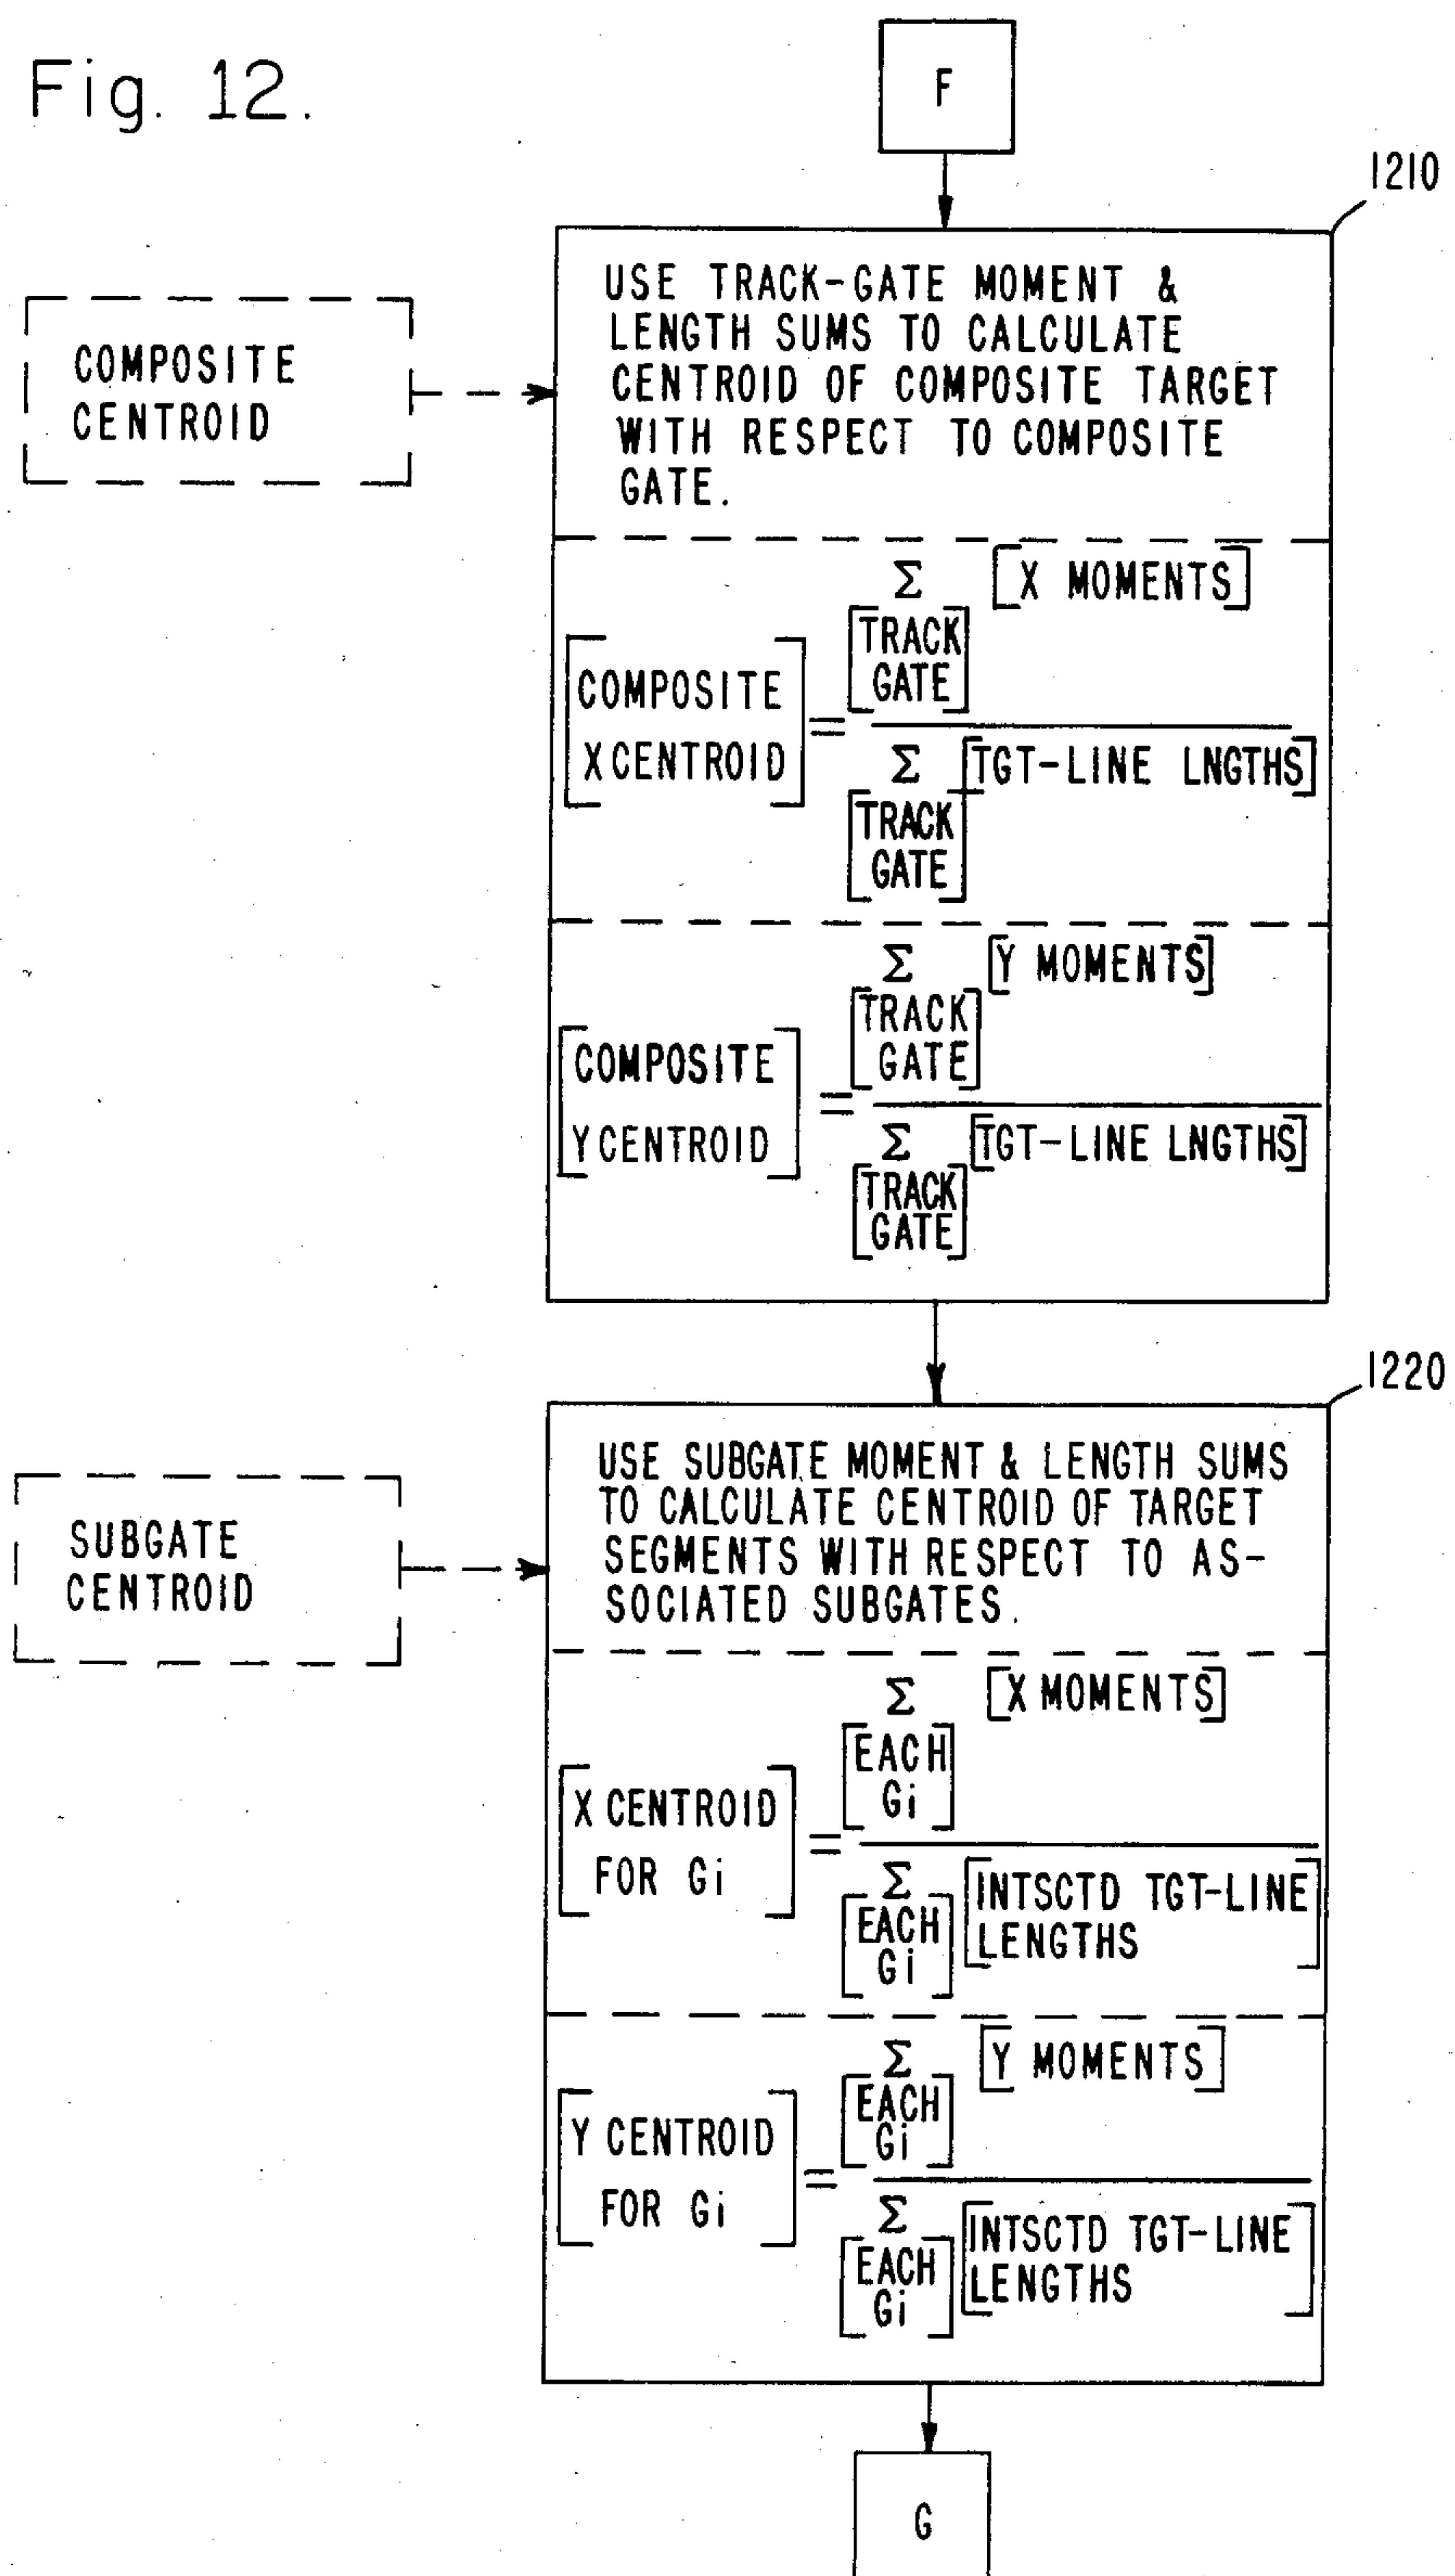 Fig. 12.
F
1210
COMPOSITE
CENTROID
USE TRACK-GATE MOMENT &
LENGTH SUMS TO CALCULATE
CENTROID OF COMPOSITE TARGET
WITH RESPECT TO COMPOSITE
GATE.
Σ [X MOMENTS]
[TRACK
GATE]
[COMPOSITE
X CENTROID] =
Σ [TGT-LINE LNGTHS]
[TRACK
GATE]
Σ [Y MOMENTS]
[TRACK
GATE]
[COMPOSITE
Y CENTROID] =
Σ [TGT-LINE LNGTHS]
[TRACK
GATE]
1220
SUBGATE
CENTROID
USE SUBGATE MOMENT & LENGTH SUMS
TO CALCULATE CENTROID OF TARGET
SEGMENTS WITH RESPECT TO AS-
SOCIATED SUBGATES.
Σ [X MOMENTS]
[EACH
Gi]
[X CENTROID
FOR Gi] =
Σ [INTSCTD TGT-LINE
LENGTHS]
[EACH
Gi]
Σ [Y MOMENTS]
[EACH
Gi]
[Y CENTROID
FOR Gi] =
Σ [INTSCTD TGT-LINE
LENGTHS]
[EACH
Gi]
G